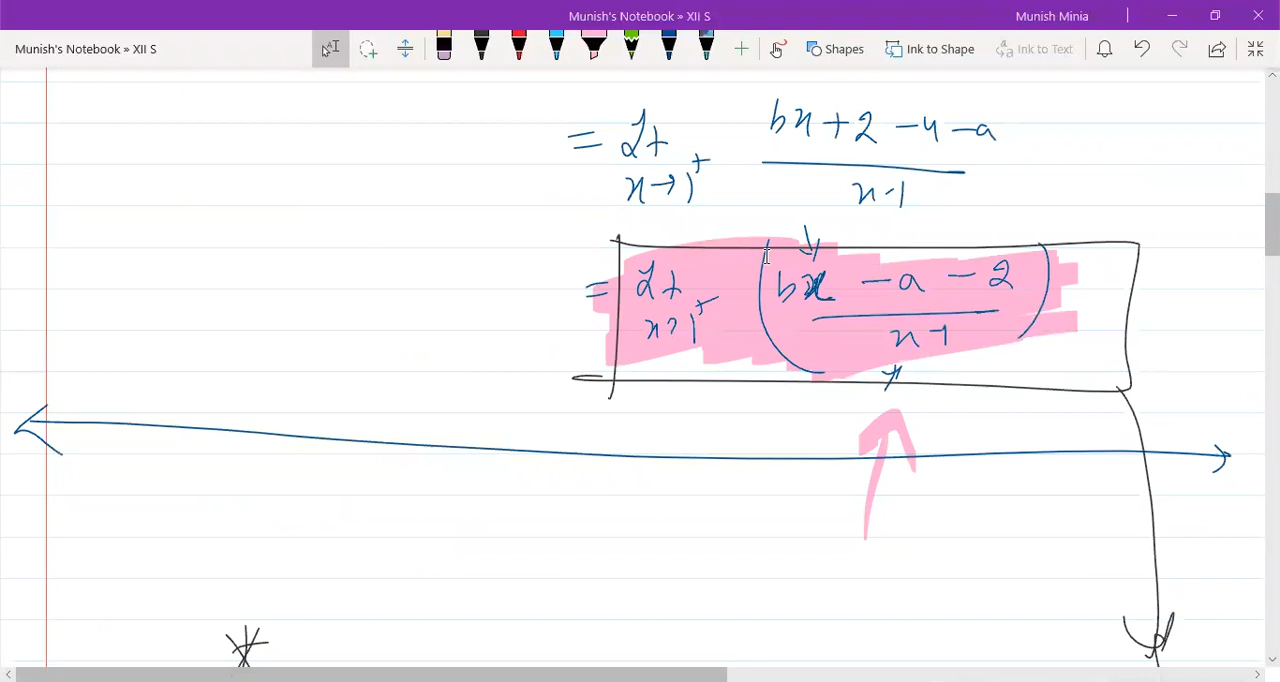 Munish's Notebook » XII S
Munish Minia
Munish's Notebook » XII S
Shapes
Ink to Shape
Ink to Text
= Lt x→1⁺ (bx + 2 - 4 - a) / (x-1)
= Lt x→1⁺ ((bx - a - 2) / (x-1))